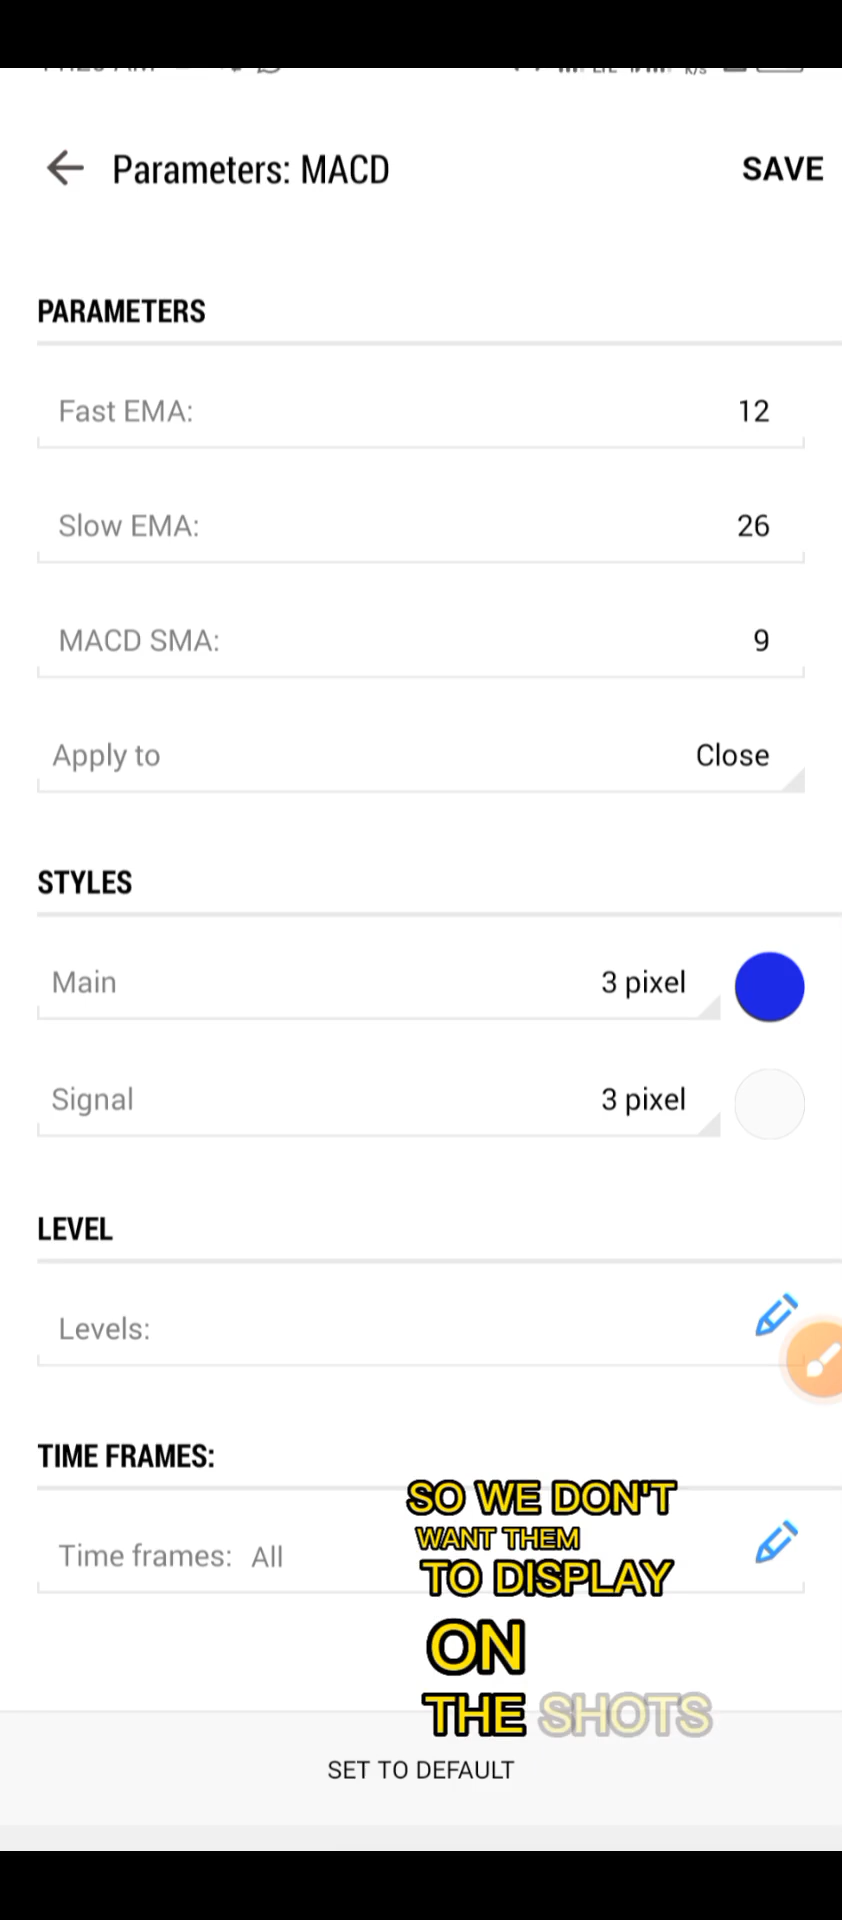 Parameters: MACD
SAVE
PARAMETERS
Fast EMA: 12
Slow EMA: 26
MACD SMA: 9
Apply to Close
STYLES
Main 3 pixel
Signal 3 pixel
LEVEL
Levels:
TIME FRAMES:
Time frames: All
SO WE DON'T
WANT THEM
TO DISPLAY
ON
THE SHOTS
SET TO DEFAULT